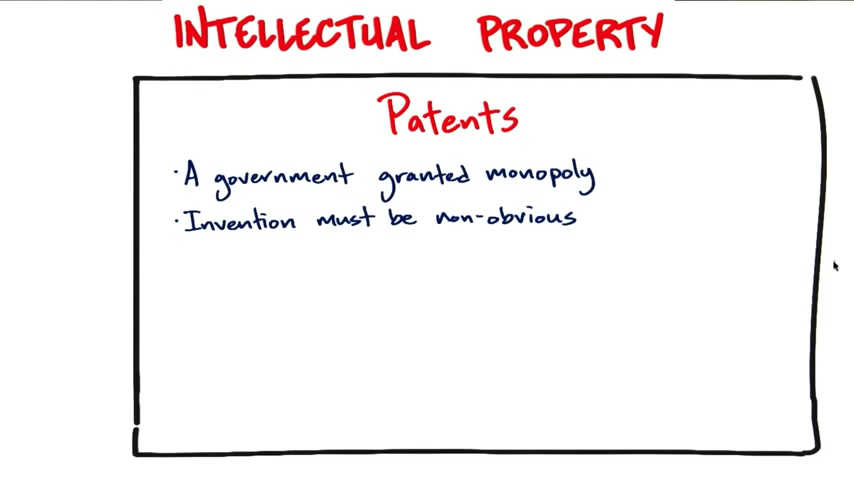 INTELLECTUAL PROPERTY
Patents
· A government granted monopoly
· Invention must be non-obvious